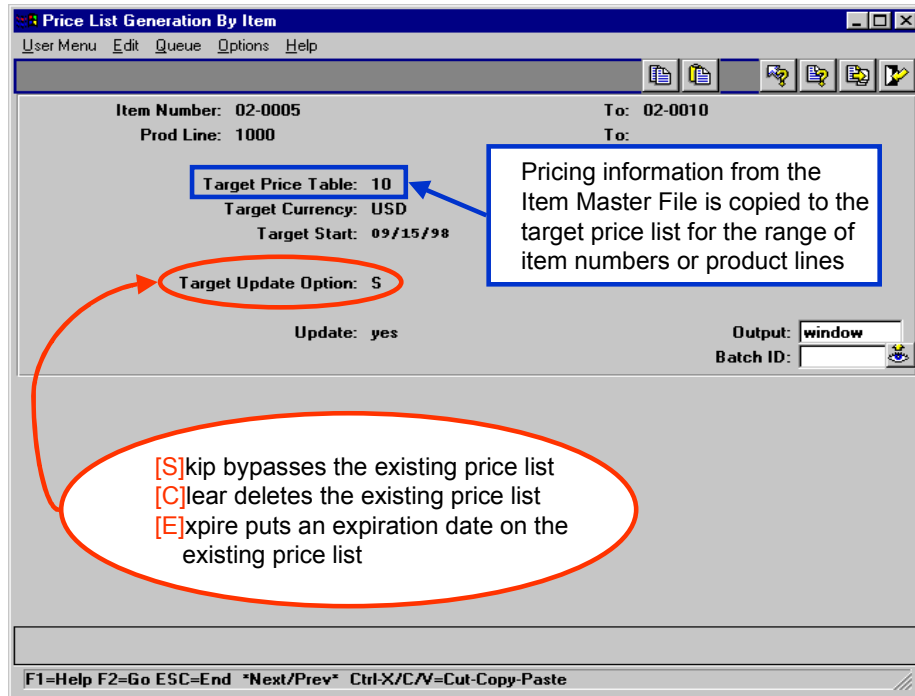 Price List Generation By Item
User Menu Edit Queue Options Help
Item Number: 02-0005 To: 02-0010
Prod Line: 1000 To:
Target Price Table: 10
Target Currency: USD
Target Start: 09/15/98
Pricing information from the
Item Master File is copied to the
target price list for the range of
item numbers or product lines
Target Update Option: S
Update: yes Output: window
Batch ID:
[S]kip bypasses the existing price list
[C]lear deletes the existing price list
[E]xpire puts an expiration date on the
existing price list
F1=Help F2=Go ESC=End *Next/Prev* Ctrl-X/C/V=Cut-Copy-Paste